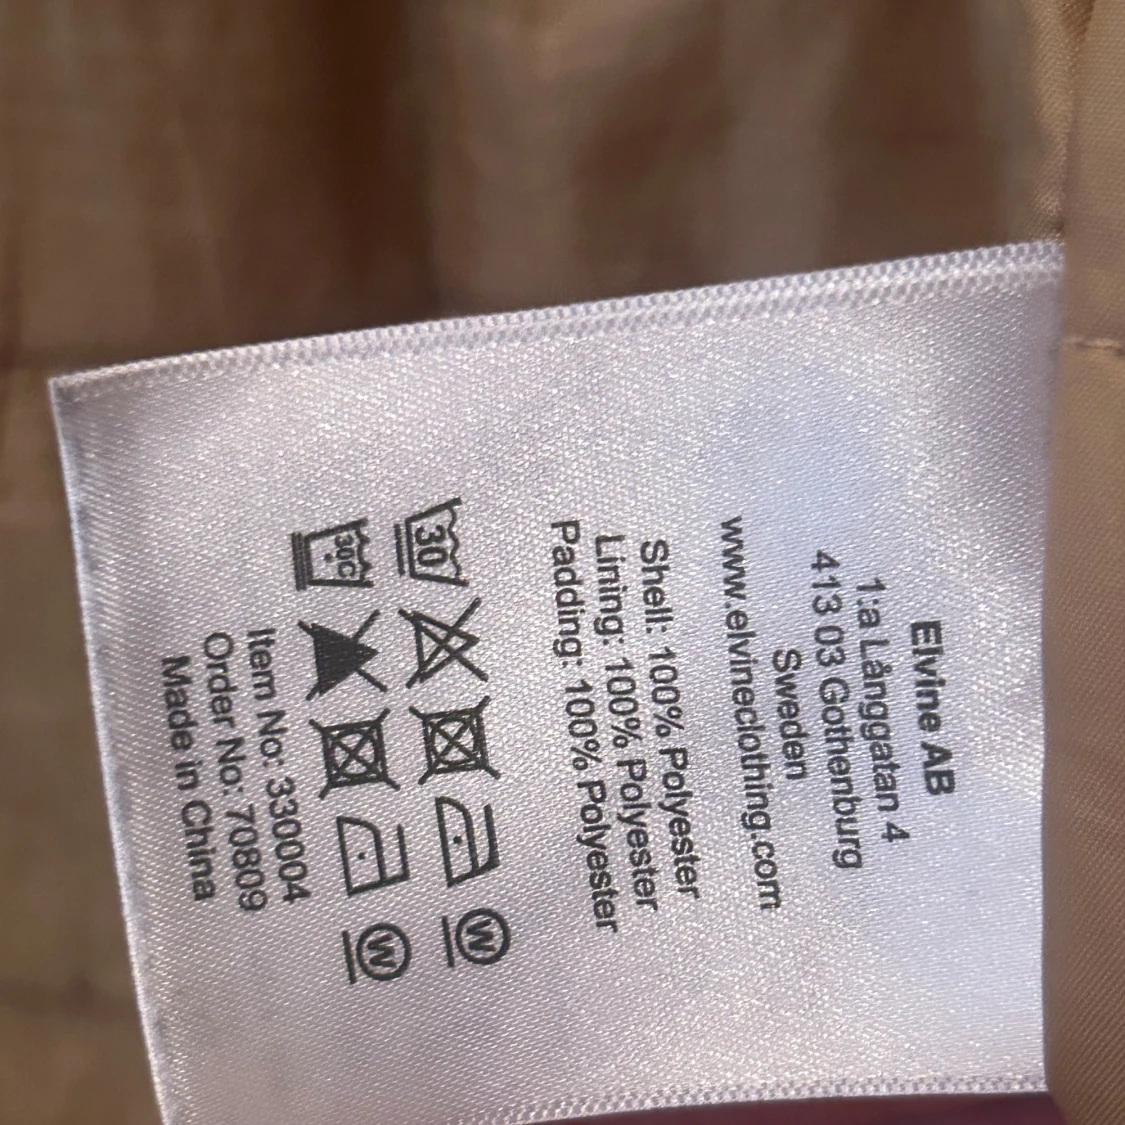 Elvine AB
1:a Långgatan 4
413 03 Gothenburg
Sweden
www.elvineclothing.com
Shell: 100% Polyester
Lining: 100% Polyester
Padding: 100% Polyester
30 W
30C W
Item No: 330004
Order No: 70809
Made in China